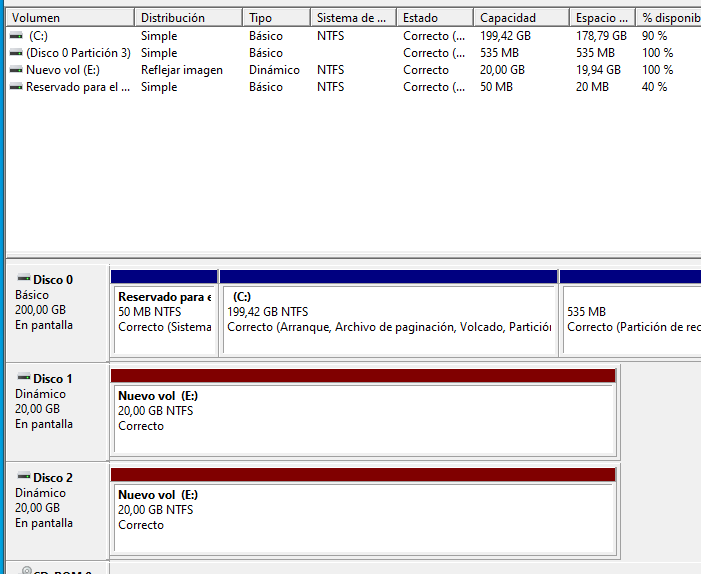 Volumen Distribución Tipo Sistema de ... Estado Capacidad Espacio ... % disponib
(C:) Simple Básico NTFS Correcto (... 199,42 GB 178,79 GB 90 %
(Disco 0 Partición 3) Simple Básico Correcto (... 535 MB 535 MB 100 %
Nuevo vol (E:) Reflejar imagen Dinámico NTFS Correcto 20,00 GB 19,94 GB 100 %
Reservado para el ... Simple Básico NTFS Correcto (... 50 MB 20 MB 40 %
Disco 0
Básico
200,00 GB
En pantalla
Reservado para e
50 MB NTFS
Correcto (Sistema
(C:)
199,42 GB NTFS
Correcto (Arranque, Archivo de paginación, Volcado, Partició
535 MB
Correcto (Partición de rec
Disco 1
Dinámico
20,00 GB
En pantalla
Nuevo vol (E:)
20,00 GB NTFS
Correcto
Disco 2
Dinámico
20,00 GB
En pantalla
Nuevo vol (E:)
20,00 GB NTFS
Correcto